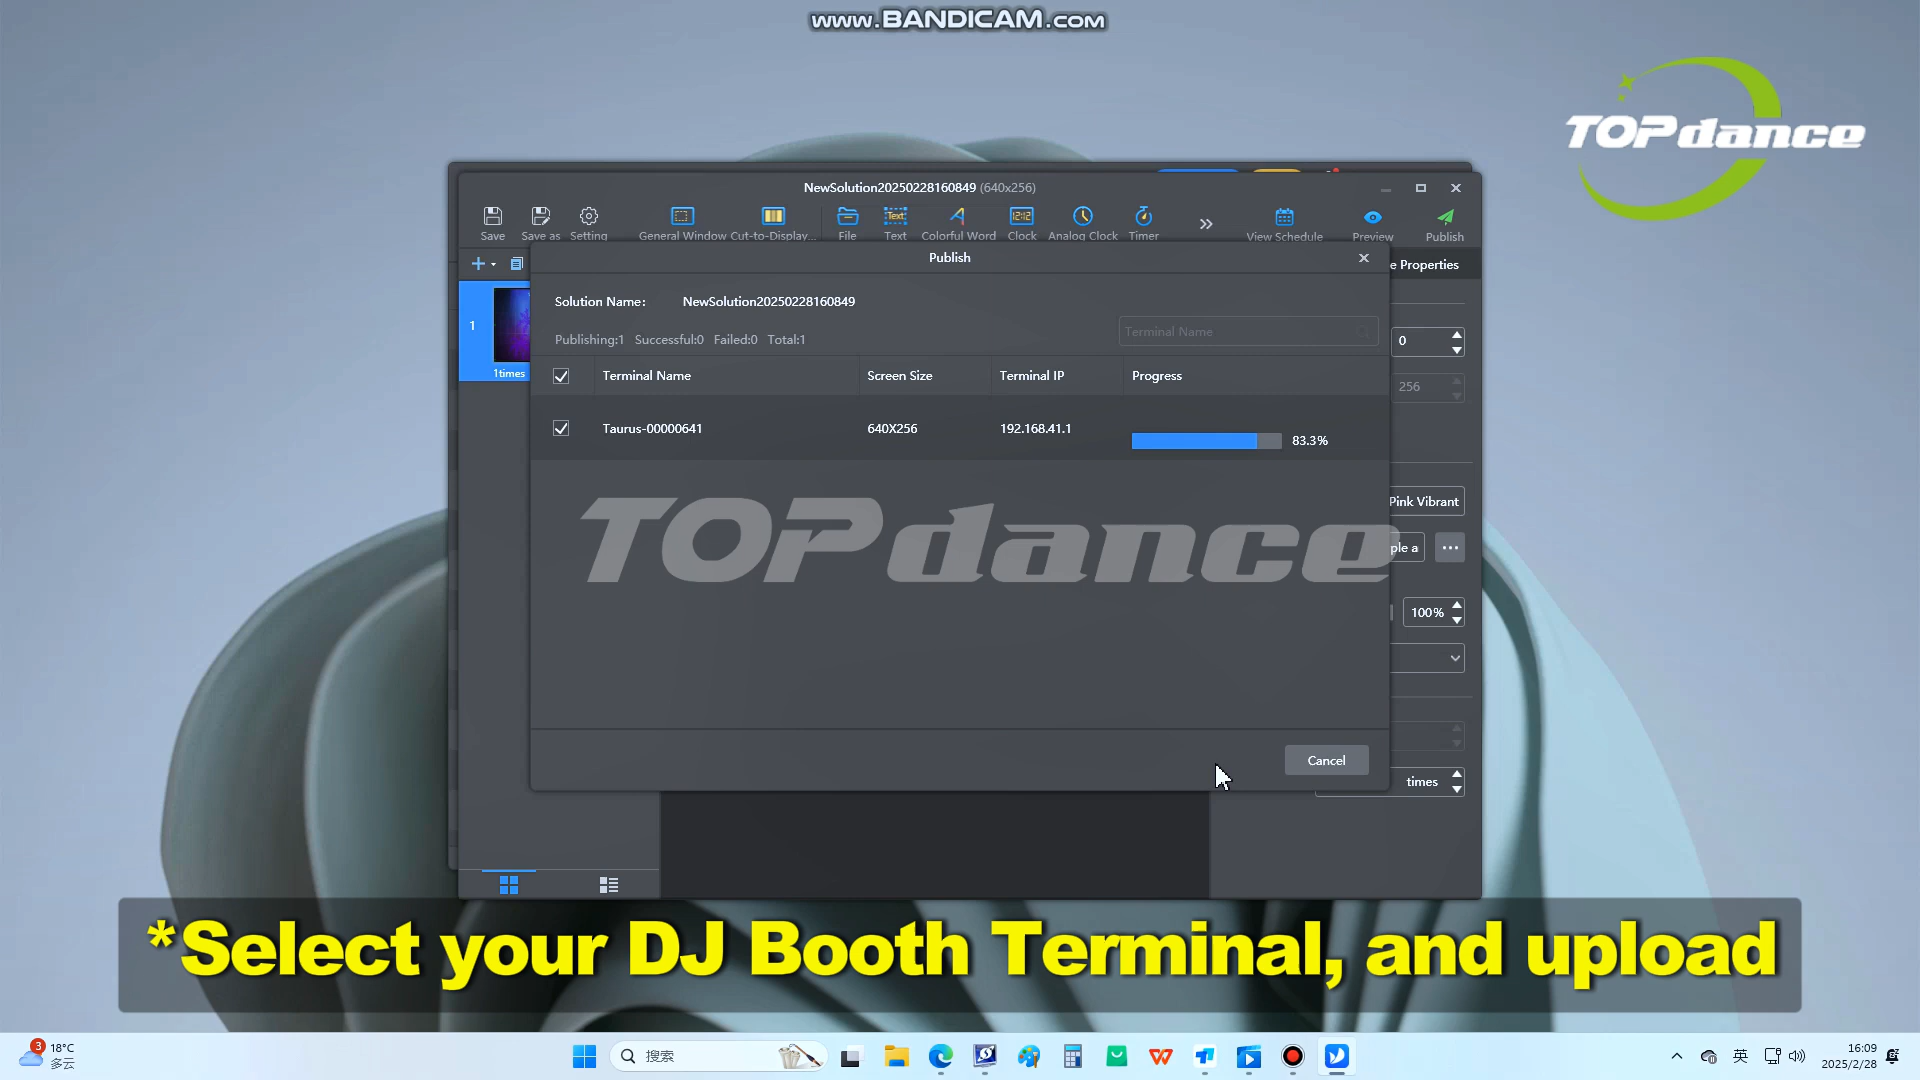 www.BANDICAM.com
TOPdance
NewSolution20250228160849 (640x256)
Save
Save as
Setting
General Window
Cut-to-Display...
File
Text
Text
Colorful Word
12:12
Clock
Analog Clock
Timer
View Schedule
Preview
Publish
Publish
e Properties
Solution Name: NewSolution20250228160849
Publishing:1 Successful:0 Failed:0 Total:1
Terminal Name
0
1
1times
Terminal Name Screen Size Terminal IP Progress
256
Taurus-00000641 640X256 192.168.41.1 83.3%
Pink Vibrant
TOPdance
ple a
100%
Cancel
times
*Select your DJ Booth Terminal, and upload
3
18°C
多云
搜索
英
16:09
2025/2/28